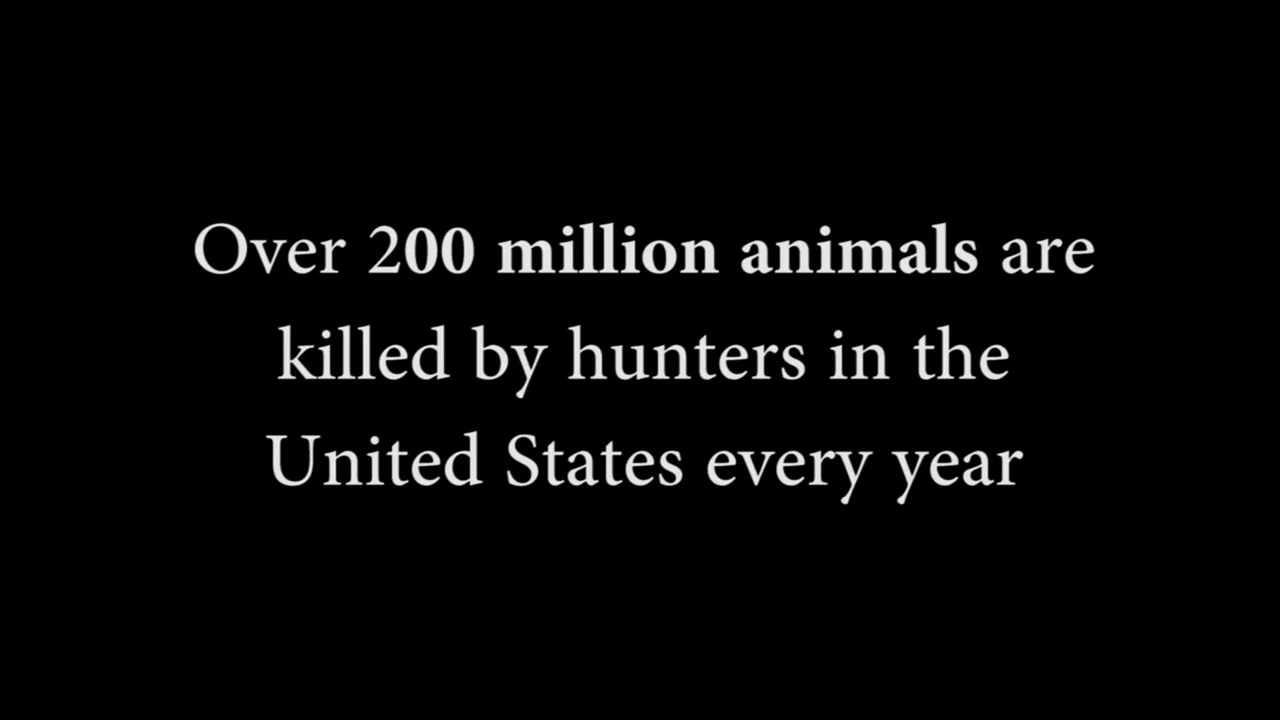 Over 200 million animals are
killed by hunters in the
United States every year